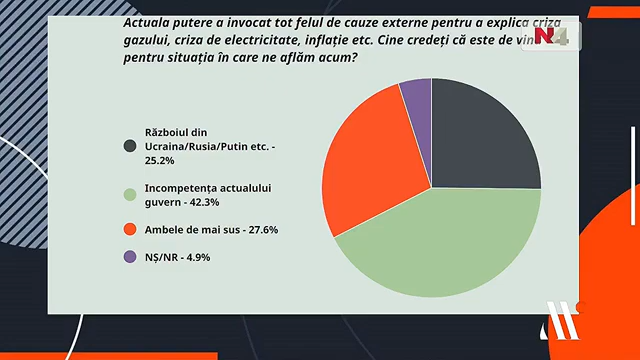 Actuala putere a invocat tot felul de cauze externe pentru a explica criza
gazului, criza de electricitate, inflație etc. Cine credeți că este de vină
pentru situația în care ne aflăm acum?
N4
Războiul din
Ucraina/Rusia/Putin etc. -
25.2%
Incompetența actualului
guvern - 42.3%
Ambele de mai sus - 27.6%
NȘ/NR - 4.9%